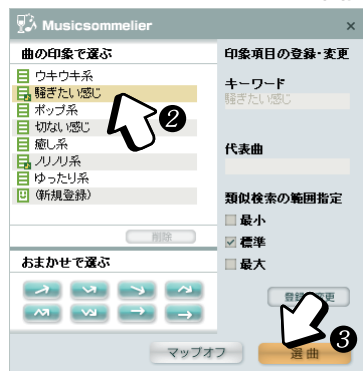 Musicsommelier
×
曲の印象で選ぶ
ウキウキ系
騒ぎたい感じ
ポップ系
切ない感じ
癒し系
ノリノリ系
ゆったり系
(新規登録)
削除
おまかせで選ぶ
印象項目の登録・変更
キーワード
騒ぎたい感じ
代表曲
類似検索の範囲指定
最小
標準
最大
マップオフ
選曲
2
3